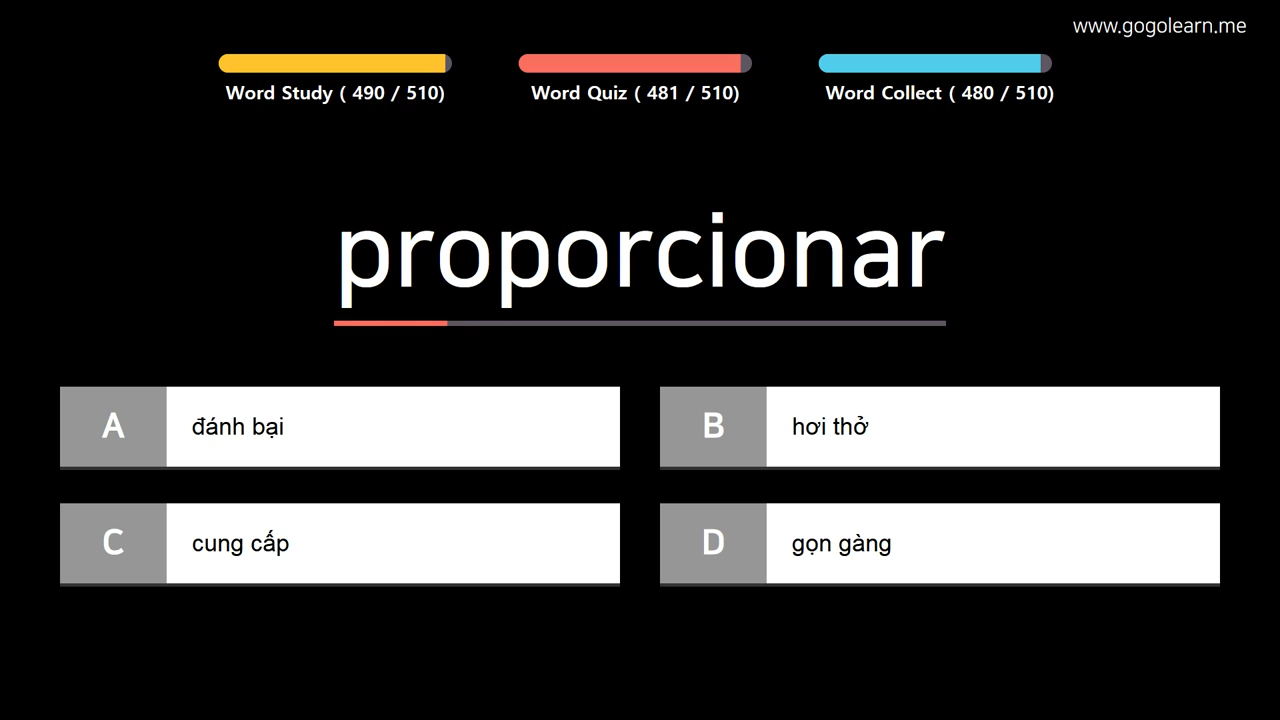 www.gogolearn.me
Word Study ( 490 / 510)
Word Quiz ( 481 / 510)
Word Collect ( 480 / 510)
proporcionar
A
đánh bại
B
hơi thở
C
cung cấp
D
gọn gàng